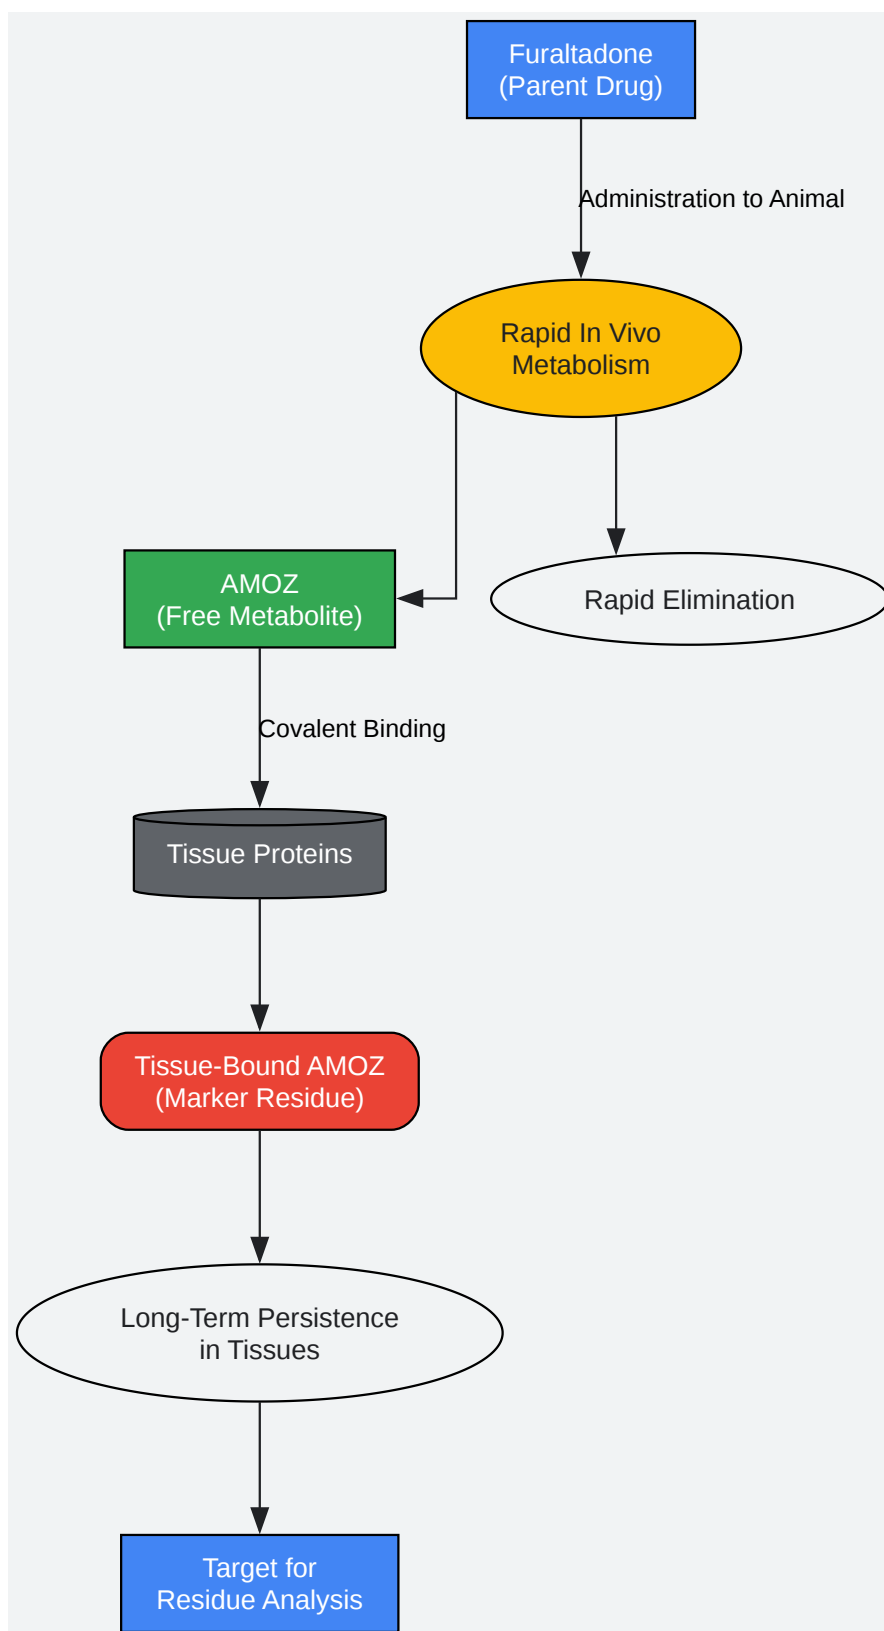 Furaltadone
(Parent Drug)
Administration to Animal
Rapid In Vivo
Metabolism
AMOZ
(Free Metabolite)
Rapid Elimination
Covalent Binding
Tissue Proteins
Tissue-Bound AMOZ
(Marker Residue)
Long-Term Persistence
in Tissues
Target for
Residue Analysis